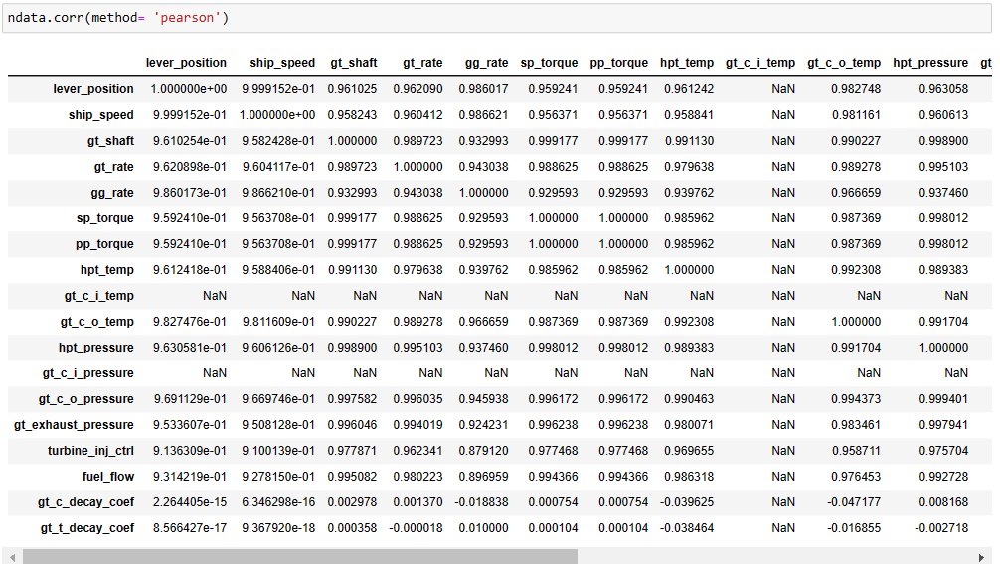 ndata.corr(method= 'pearson')
lever_position ship_speed gt_shaft gt_rate gg_rate sp_torque pp_torque hpt_temp gt_c_i_temp gt_c_o_temp hpt_pressure gt_
lever_position 1.000000e+00 9.999152e-01 0.961025 0.962090 0.986017 0.959241 0.959241 0.961242 NaN 0.982748 0.963058
ship_speed 9.999152e-01 1.000000e+00 0.958243 0.960412 0.986621 0.956371 0.956371 0.958841 NaN 0.981161 0.960613
gt_shaft 9.610254e-01 9.582428e-01 1.000000 0.989723 0.932993 0.999177 0.999177 0.991130 NaN 0.990227 0.998900
gt_rate 9.620898e-01 9.604117e-01 0.989723 1.000000 0.943038 0.988625 0.988625 0.979638 NaN 0.989278 0.995103
gg_rate 9.860173e-01 9.866210e-01 0.932993 0.943038 1.000000 0.929593 0.929593 0.939762 NaN 0.966659 0.937460
sp_torque 9.592410e-01 9.563708e-01 0.999177 0.988625 0.929593 1.000000 1.000000 0.985962 NaN 0.987369 0.998012
pp_torque 9.592410e-01 9.563708e-01 0.999177 0.988625 0.929593 1.000000 1.000000 0.985962 NaN 0.987369 0.998012
hpt_temp 9.612418e-01 9.588406e-01 0.991130 0.979638 0.939762 0.985962 0.985962 1.000000 NaN 0.992308 0.989383
gt_c_i_temp NaN NaN NaN NaN NaN NaN NaN NaN NaN NaN NaN
gt_c_o_temp 9.827476e-01 9.811609e-01 0.990227 0.989278 0.966659 0.987369 0.987369 0.992308 NaN 1.000000 0.991704
hpt_pressure 9.630581e-01 9.606126e-01 0.998900 0.995103 0.937460 0.998012 0.998012 0.989383 NaN 0.991704 1.000000
gt_c_i_pressure NaN NaN NaN NaN NaN NaN NaN NaN NaN NaN NaN
gt_c_o_pressure 9.691129e-01 9.669746e-01 0.997582 0.996035 0.945938 0.996172 0.996172 0.990463 NaN 0.994373 0.999401
gt_exhaust_pressure 9.533607e-01 9.508128e-01 0.996046 0.994019 0.924231 0.996238 0.996238 0.980071 NaN 0.983461 0.997941
turbine_inj_ctrl 9.136309e-01 9.100139e-01 0.977871 0.962341 0.879120 0.977468 0.977468 0.969655 NaN 0.958711 0.975704
fuel_flow 9.314219e-01 9.278150e-01 0.995082 0.980223 0.896959 0.994366 0.994366 0.986318 NaN 0.976453 0.992728
gt_c_decay_coef 2.264405e-15 6.346298e-16 0.002978 0.001370 -0.018838 0.000754 0.000754 -0.039625 NaN -0.047177 0.008168
gt_t_decay_coef 8.566427e-17 9.367920e-18 0.000358 -0.000018 0.010000 0.000104 0.000104 -0.038464 NaN -0.016855 -0.002718